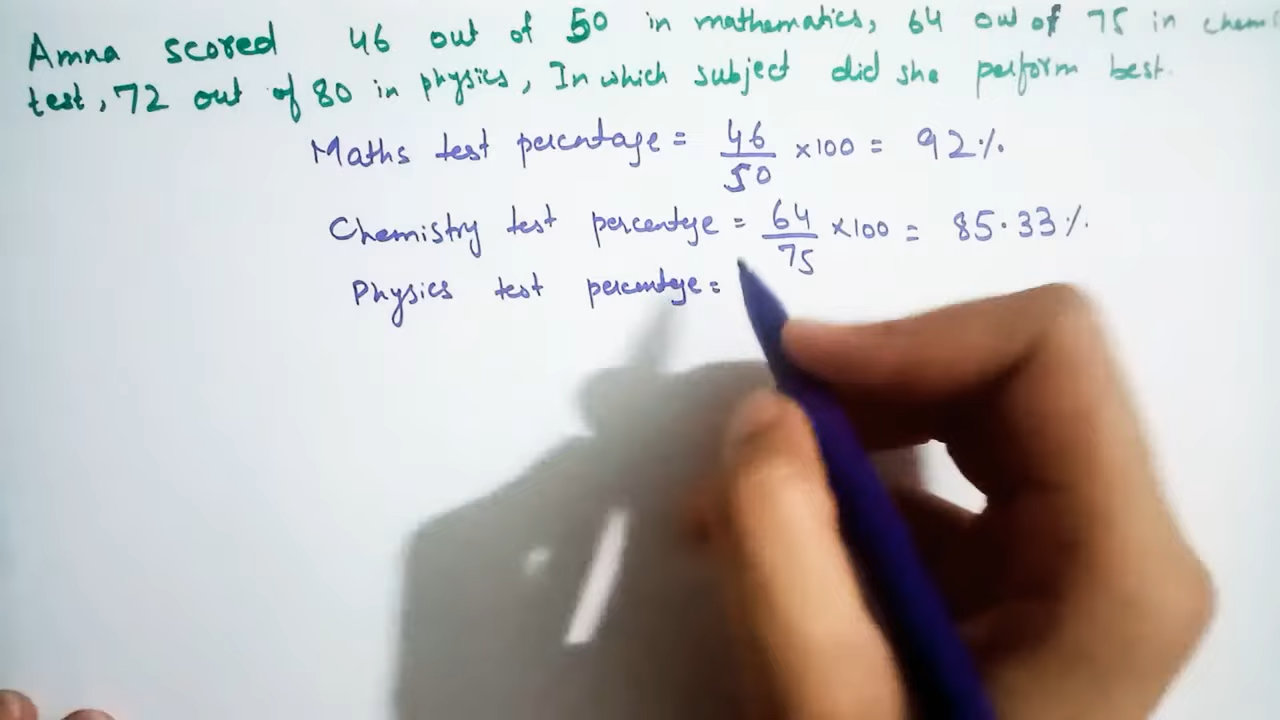 Amna scored 46 out of 50 in mathematics, 64 out of 75 in
test, 72 out of 80 in physics, In which subject did she perform best.
Maths test percentage = 46/50 ×100 = 92%
Chemistry test percentage = 64/75 ×100 = 85.33%
Physics test percentage =